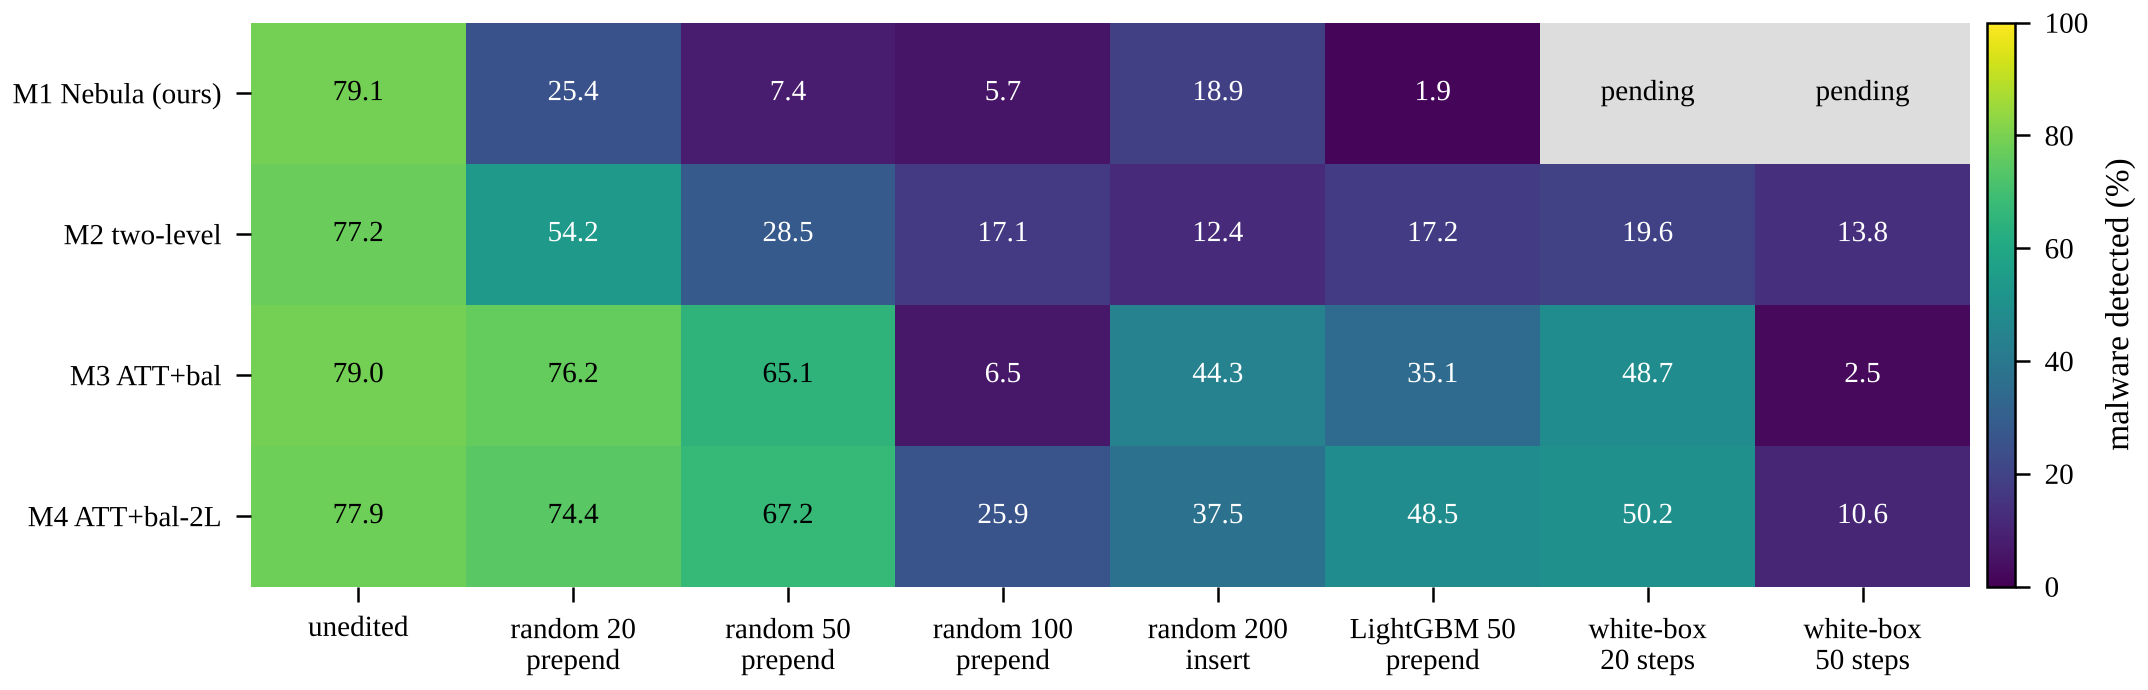 M1 Nebula (ours) 79.1 25.4 7.4 5.7 18.9 1.9 pending pending
M2 two-level 77.2 54.2 28.5 17.1 12.4 17.2 19.6 13.8
M3 ATT+bal 79.0 76.2 65.1 6.5 44.3 35.1 48.7 2.5
M4 ATT+bal-2L 77.9 74.4 67.2 25.9 37.5 48.5 50.2 10.6
unedited
random 20
prepend
random 50
prepend
random 100
prepend
random 200
insert
LightGBM 50
prepend
white-box
20 steps
white-box
50 steps
100
80
60
40
20
0
malware detected (%)